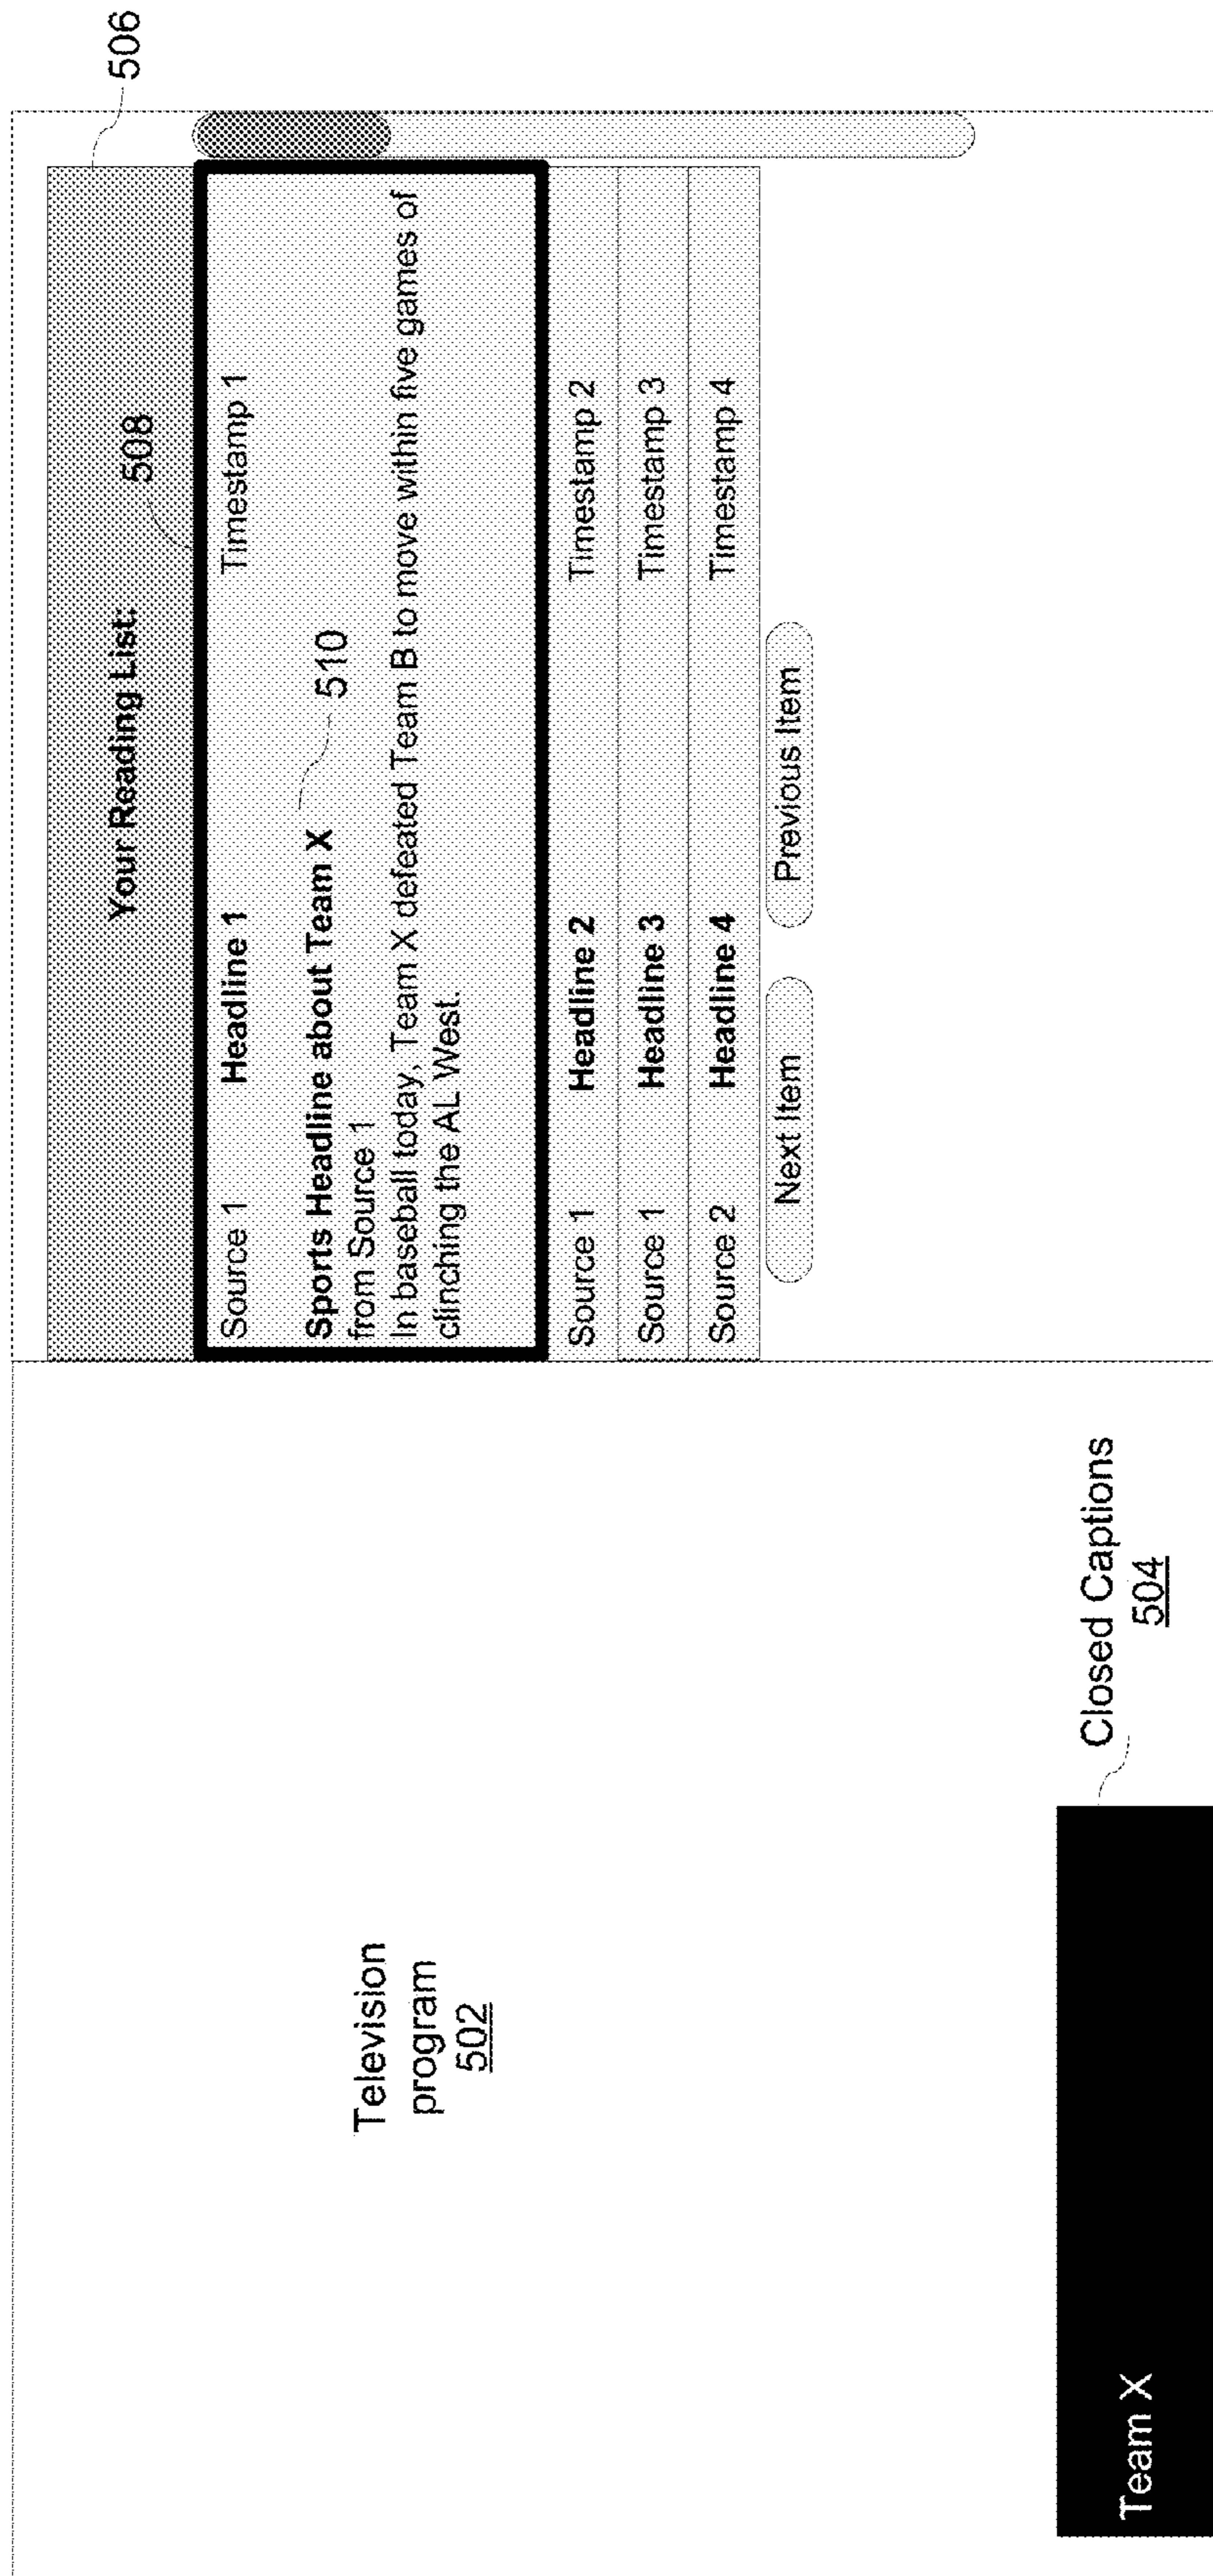 Television
program
502
Closed Captions
504
Team X
506
Your Reading List:
508
Source 1 Headline 1 Timestamp 1
Sports Headline about Team X
510
from Source 1
In baseball today, Team X defeated Team B to move within five games of
clinching the AL West.
Source 1 Headline 2 Timestamp 2
Source 1 Headline 3 Timestamp 3
Source 2 Headline 4 Timestamp 4
Next Item Previous Item